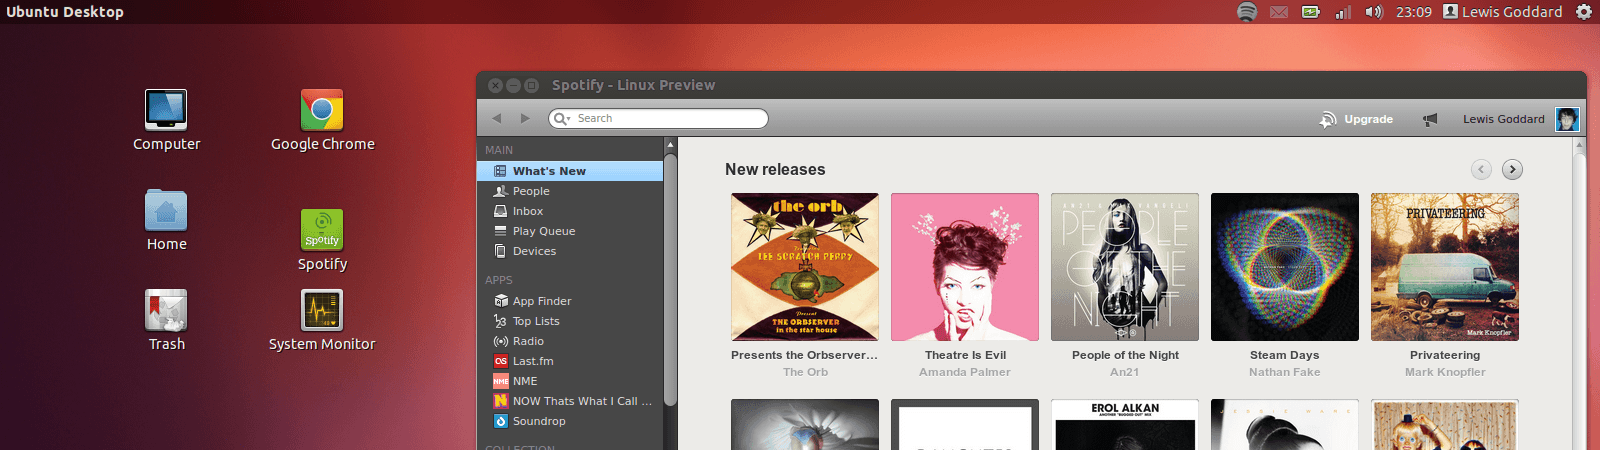 Ubuntu Desktop
23:09
Lewis Goddard
Computer
Google Chrome
Home
Spotify
Spotify
Trash
System Monitor
Spotify - Linux Preview
Search
Upgrade
Lewis Goddard
MAIN
What's New
People
Inbox
Play Queue
Devices
APPS
App Finder
Top Lists
Radio
Last.fm
NME
NME
NOW Thats What I Call ...
Soundrop
COLLECTION
New releases
the orb
LEE SCRATCH PERRY
Present
THE ORBSERVER
in the star house
Presents the Orbserver...
The Orb
Theatre Is Evil
Amanda Palmer
PEOPLE
OF THE
NIGHT
People of the Night
An21
Steam Days
Nathan Fake
PRIVATEERING
Mark Knopfler
Privateering
Mark Knopfler
EROL ALKAN
JESSIE WARE